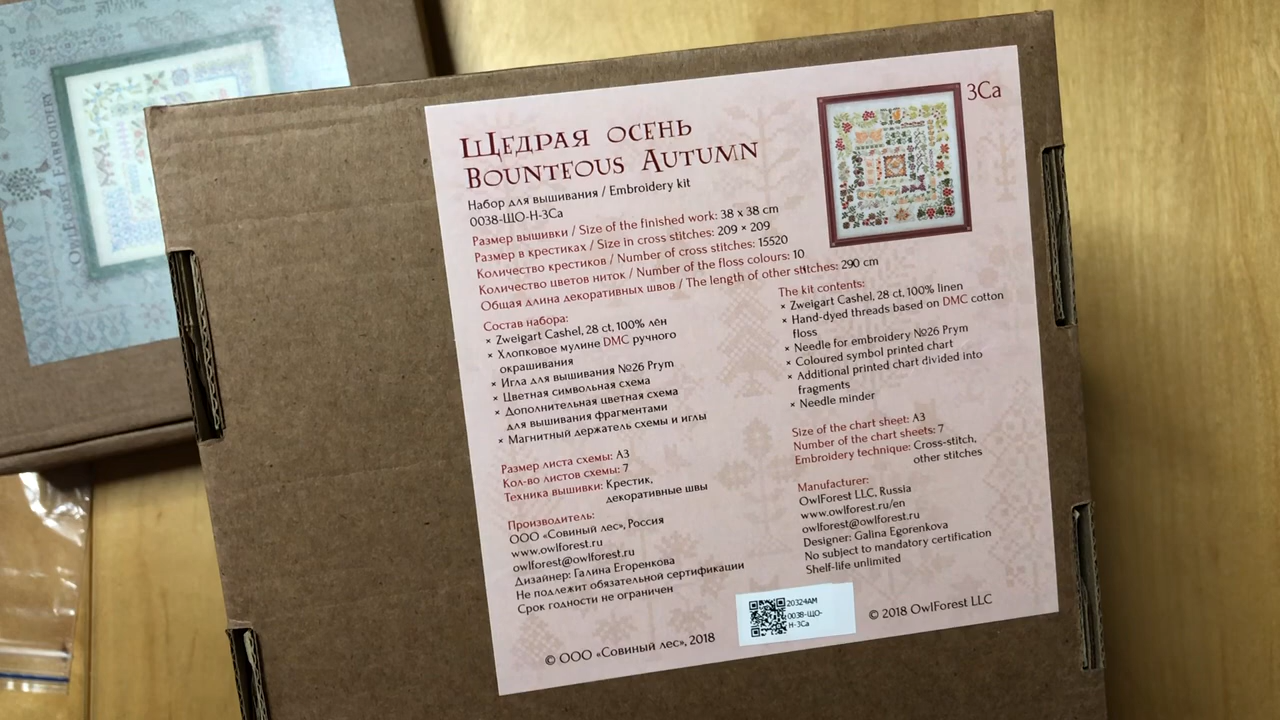 OwlForest Embroidery
3Ca
Щедрая осень
Bounteous Autumn
Набор для вышивания / Embroidery kit
0038-ЩО-Н-3Ca
Размер вышивки / Size of the finished work: 38 x 38 cm
Размер в крестиках / Size in cross stitches: 209 × 209
Количество крестиков / Number of cross stitches: 15520
Количество цветов ниток / Number of the floss colours: 10
Общая длина декоративных швов / The length of other stitches: 290 cm
Состав набора:
× Zweigart Cashel, 28 ct, 100% лён
× Хлопковое мулине DMC ручного
окрашивания
× Игла для вышивания №26 Prym
× Цветная символьная схема
× Дополнительная цветная схема
для вышивания фрагментами
× Магнитный держатель схемы и иглы
Размер листа схемы: А3
Кол-во листов схемы: 7
Техника вышивки: Крестик,
декоративные швы
Производитель:
ООО «Совиный лес», Россия
www.owlforest.ru
owlforest@owlforest.ru
Дизайнер: Галина Егоренкова
Не подлежит обязательной сертификации
Срок годности не ограничен
© ООО «Совиный лес», 2018
The kit contents:
× Zweigart Cashel, 28 ct, 100% linen
× Hand-dyed threads based on DMC cotton
floss
× Needle for embroidery №26 Prym
× Coloured symbol printed chart
× Additional printed chart divided into
fragments
× Needle minder
Size of the chart sheet: A3
Number of the chart sheets: 7
Embroidery technique: Cross-stitch,
other stitches
Manufacturer:
OwlForest LLC, Russia
www.owlforest.ru/en
owlforest@owlforest.ru
Designer: Galina Egorenkova
No subject to mandatory certification
Shelf-life unlimited
20324AM
0038-ЩО-
Н-3Ca
© 2018 OwlForest LLC